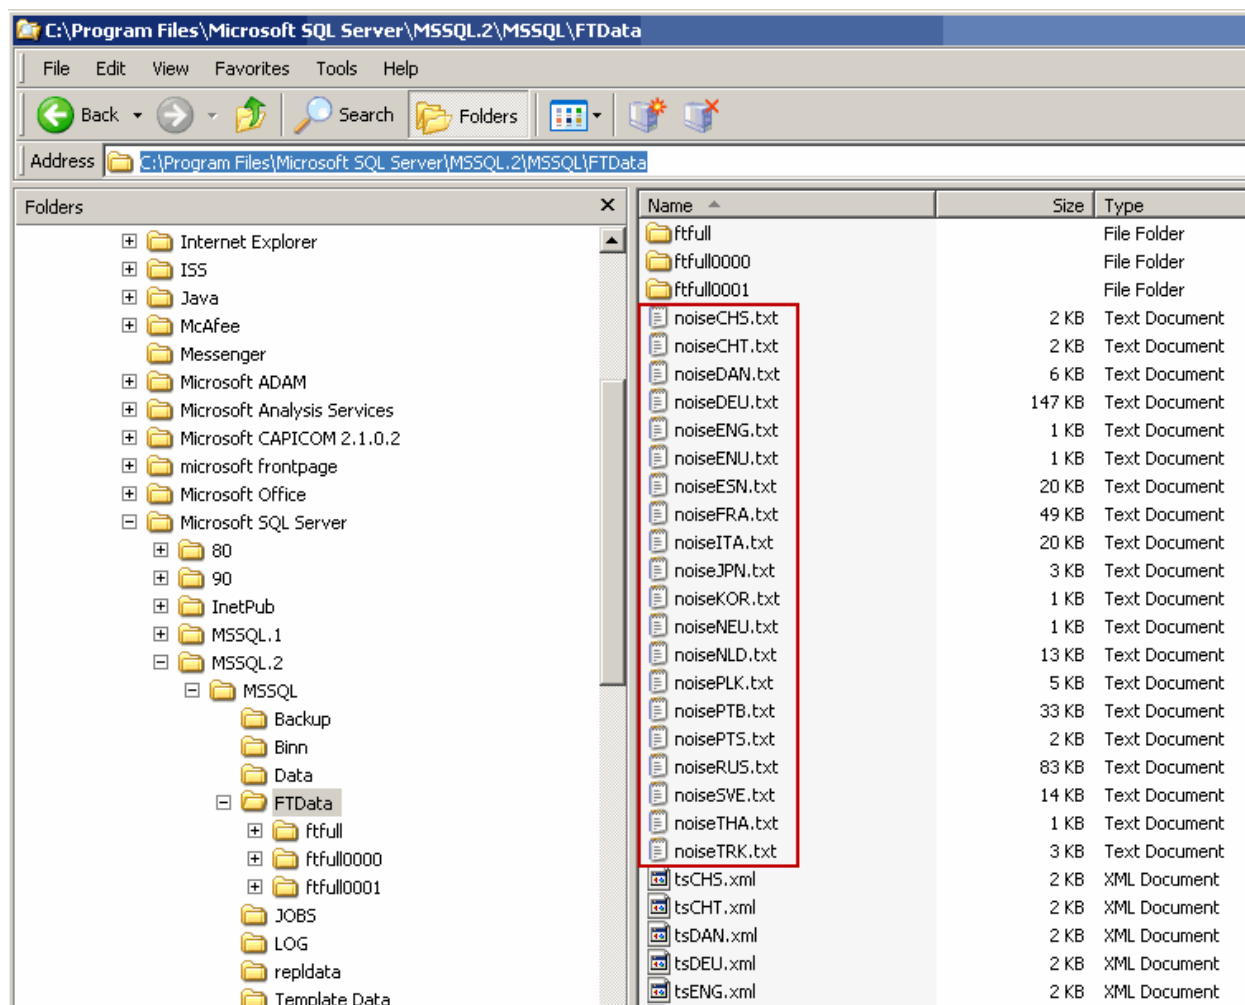 C:\Program Files\Microsoft SQL Server\MSSQL.2\MSSQL\FTData
File Edit View Favorites Tools Help
Back Search Folders
Address C:\Program Files\Microsoft SQL Server\MSSQL.2\MSSQL\FTData
Folders
Internet Explorer
ISS
Java
McAfee
Messenger
Microsoft ADAM
Microsoft Analysis Services
Microsoft CAPICOM 2.1.0.2
microsoft frontpage
Microsoft Office
Microsoft SQL Server
80
90
InetPub
MSSQL.1
MSSQL.2
MSSQL
Backup
Binn
Data
FTData
ftfull
ftfull0000
ftfull0001
JOBS
LOG
repldata
Template Data
Name Size Type
ftfull File Folder
ftfull0000 File Folder
ftfull0001 File Folder
noiseCHS.txt 2 KB Text Document
noiseCHT.txt 2 KB Text Document
noiseDAN.txt 6 KB Text Document
noiseDEU.txt 147 KB Text Document
noiseENG.txt 1 KB Text Document
noiseENU.txt 1 KB Text Document
noiseESN.txt 20 KB Text Document
noiseFRA.txt 49 KB Text Document
noiseITA.txt 20 KB Text Document
noiseJPN.txt 3 KB Text Document
noiseKOR.txt 1 KB Text Document
noiseNEU.txt 1 KB Text Document
noiseNLD.txt 13 KB Text Document
noisePLK.txt 5 KB Text Document
noisePTB.txt 33 KB Text Document
noisePTS.txt 2 KB Text Document
noiseRUS.txt 83 KB Text Document
noiseSVE.txt 14 KB Text Document
noiseTHA.txt 1 KB Text Document
noiseTRK.txt 3 KB Text Document
tsCHS.xml 2 KB XML Document
tsCHT.xml 2 KB XML Document
tsDAN.xml 2 KB XML Document
tsDEU.xml 2 KB XML Document
tsENG.xml 2 KB XML Document